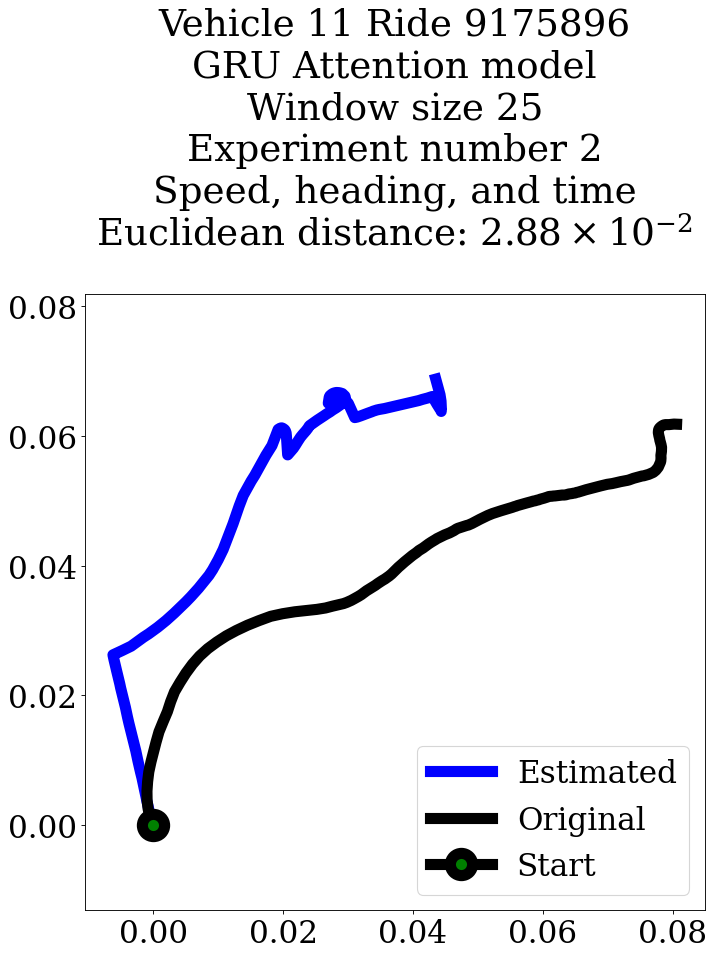 Vehicle 11 Ride 9175896
GRU Attention model
Window size 25
Experiment number 2
Speed, heading, and time
Euclidean distance: 2.88 × 10⁻²
0.08
0.06
0.04
0.02
0.00
Estimated
Original
Start
0.00 0.02 0.04 0.06 0.08